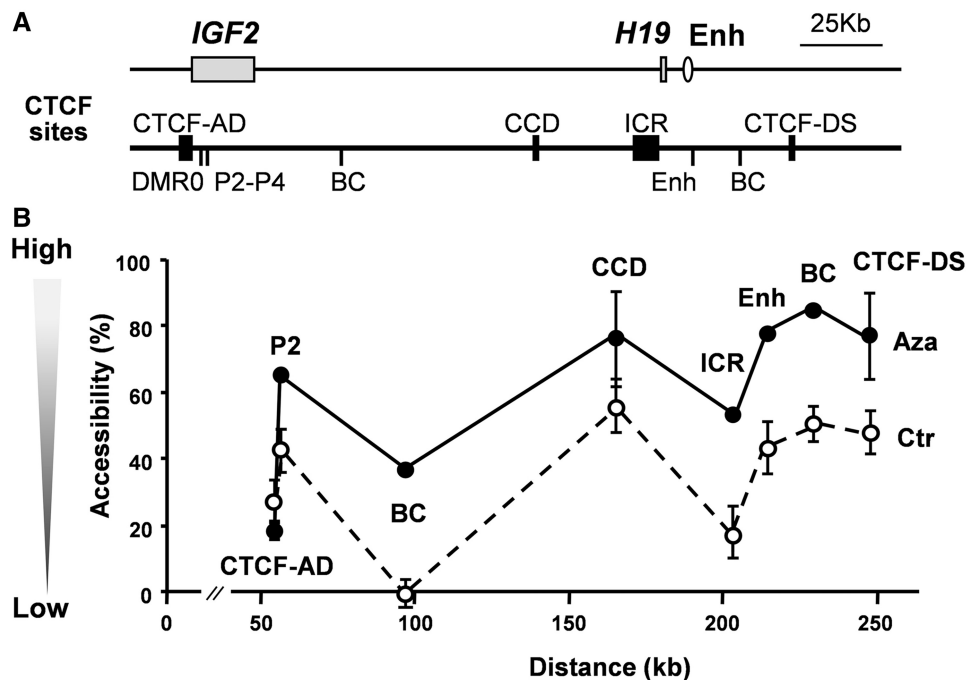 A
IGF2
H19 Enh
25Kb
CTCF
sites
CTCF-AD
CCD
ICR
CTCF-DS
DMR0
P2-P4
BC
Enh
BC
B
High
Low
Accessibility (%)
100
80
60
40
20
0
P2
CTCF-AD
BC
CCD
ICR
Enh
BC
CTCF-DS
Aza
Ctr
0
//
50
100
150
200
250
Distance (kb)